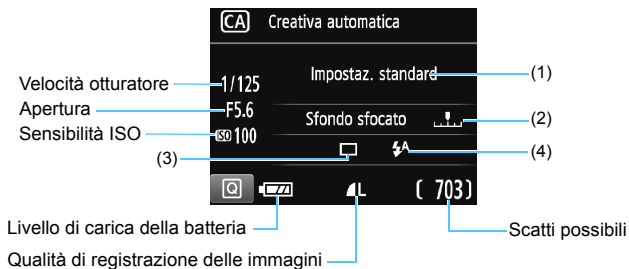 CA Creativa automatica
Velocità otturatore
1/125
Impostaz. standard
(1)
Apertura
F5.6
Sfondo sfocato
(2)
Sensibilità ISO
ISO 100
(3)
(4)
Q
L
( 703)
Livello di carica della batteria
Scatti possibili
Qualità di registrazione delle immagini